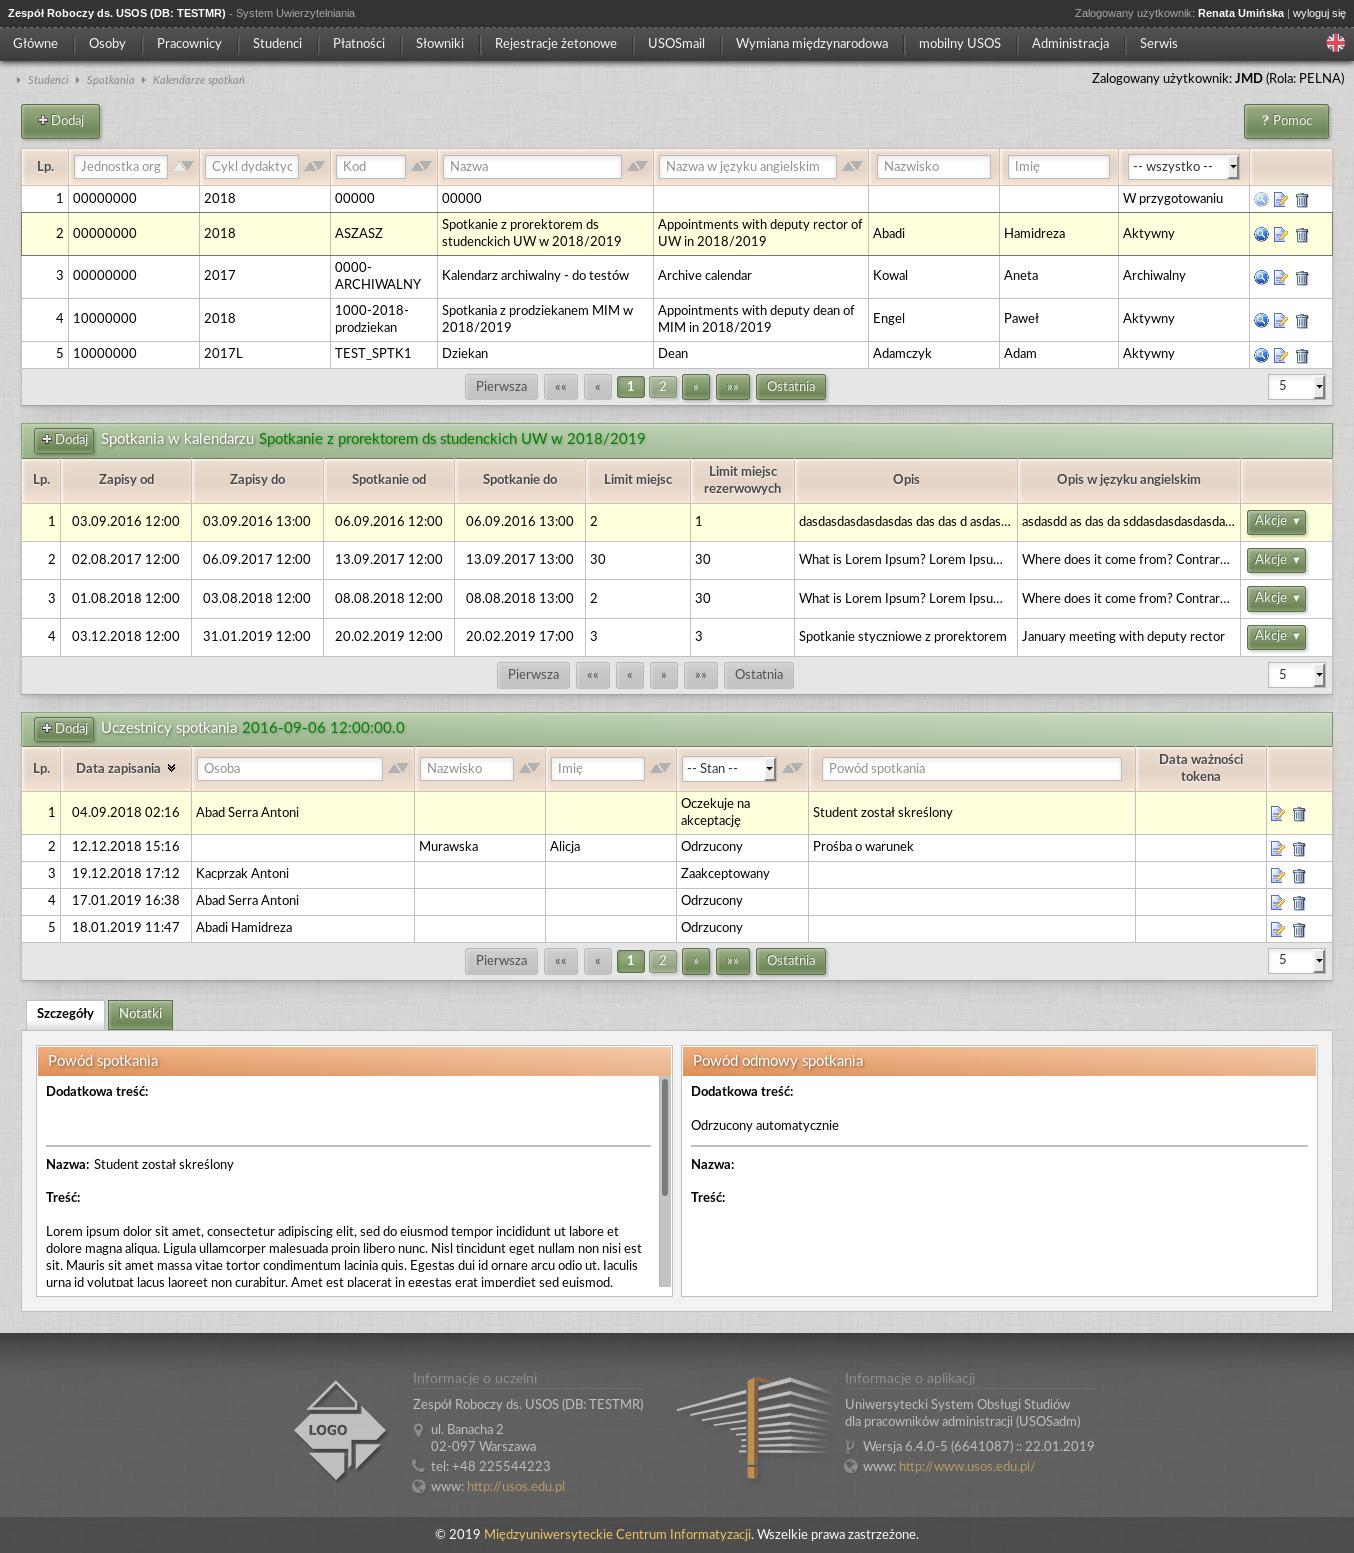 Zespół Roboczy ds. USOS (DB: TESTMR) - System Uwierzytelniania
Zalogowany użytkownik: Renata Umińska | wyloguj się
Główne Osoby Pracownicy Studenci Płatności Słowniki Rejestracje żetonowe USOSmail Wymiana międzynarodowa mobilny USOS Administracja Serwis
Studenci Spotkania Kalendarze spotkań
Zalogowany użytkownik: JMD (Rola: PELNA)
Dodaj
? Pomoc
Lp. Jednostka org Cykl dydaktyc Kod Nazwa Nazwa w języku angielskim Nazwisko Imię -- wszystko --
1 00000000 2018 00000 00000 W przygotowaniu
2 00000000 2018 ASZASZ Spotkanie z prorektorem ds studenckich UW w 2018/2019 Appointments with deputy rector of UW in 2018/2019 Abadi Hamidreza Aktywny
3 00000000 2017 0000-ARCHIWALNY Kalendarz archiwalny - do testów Archive calendar Kowal Aneta Archiwalny
4 10000000 2018 1000-2018-prodziekan Spotkania z prodziekanem MIM w 2018/2019 Appointments with deputy dean of MIM in 2018/2019 Engel Paweł Aktywny
5 10000000 2017L TEST_SPTK1 Dziekan Dean Adamczyk Adam Aktywny
Pierwsza «« « 1 2 » »» Ostatnia 5
Dodaj Spotkania w kalendarzu Spotkanie z prorektorem ds studenckich UW w 2018/2019
Lp. Zapisy od Zapisy do Spotkanie od Spotkanie do Limit miejsc Limit miejsc rezerwowych Opis Opis w języku angielskim
1 03.09.2016 12:00 03.09.2016 13:00 06.09.2016 12:00 06.09.2016 13:00 2 1 dasdasdasdasdasdas das das d asdas... asdasdd as das da sddasdasdasdasda... Akcje ▼
2 02.08.2017 12:00 06.09.2017 12:00 13.09.2017 12:00 13.09.2017 13:00 30 30 What is Lorem Ipsum? Lorem Ipsu... Where does it come from? Contrar... Akcje ▼
3 01.08.2018 12:00 03.08.2018 12:00 08.08.2018 12:00 08.08.2018 13:00 2 30 What is Lorem Ipsum? Lorem Ipsu... Where does it come from? Contrar... Akcje ▼
4 03.12.2018 12:00 31.01.2019 12:00 20.02.2019 12:00 20.02.2019 17:00 3 3 Spotkanie styczniowe z prorektorem January meeting with deputy rector Akcje ▼
Pierwsza «« « » »» Ostatnia 5
Dodaj Uczestnicy spotkania 2016-09-06 12:00:00.0
Lp. Data zapisania Osoba Nazwisko Imię -- Stan -- Powód spotkania Data ważności tokena
1 04.09.2018 02:16 Abad Serra Antoni Oczekuje na akceptację Student został skreślony
2 12.12.2018 15:16 Murawska Alicja Odrzucony Prośba o warunek
3 19.12.2018 17:12 Kacprzak Antoni Zaakceptowany
4 17.01.2019 16:38 Abad Serra Antoni Odrzucony
5 18.01.2019 11:47 Abadi Hamidreza Odrzucony
Pierwsza «« « 1 2 » »» Ostatnia 5
Szczegóły Notatki
Powód spotkania
Dodatkowa treść:
Nazwa: Student został skreślony
Treść:
Lorem ipsum dolor sit amet, consectetur adipiscing elit, sed do eiusmod tempor incididunt ut labore et
dolore magna aliqua. Ligula ullamcorper malesuada proin libero nunc. Nisl tincidunt eget nullam non nisi est
sit. Mauris sit amet massa vitae tortor condimentum lacinia quis. Egestas dui id ornare arcu odio ut. Iaculis
urna id volutpat lacus laoreet non curabitur. Amet est placerat in egestas erat imperdiet sed euismod.
Powód odmowy spotkania
Dodatkowa treść:
Odrzucony automatycznie
Nazwa:
Treść:
LOGO
Informacje o uczelni
Zespół Roboczy ds. USOS (DB: TESTMR)
ul. Banacha 2
02-097 Warszawa
tel: +48 225544223
www: http://usos.edu.pl
Informacje o aplikacji
Uniwersytecki System Obsługi Studiów
dla pracowników administracji (USOSadm)
Wersja 6.4.0-5 (6641087) :: 22.01.2019
www: http://www.usos.edu.pl/
© 2019 Międzyuniwersyteckie Centrum Informatyzacji. Wszelkie prawa zastrzeżone.